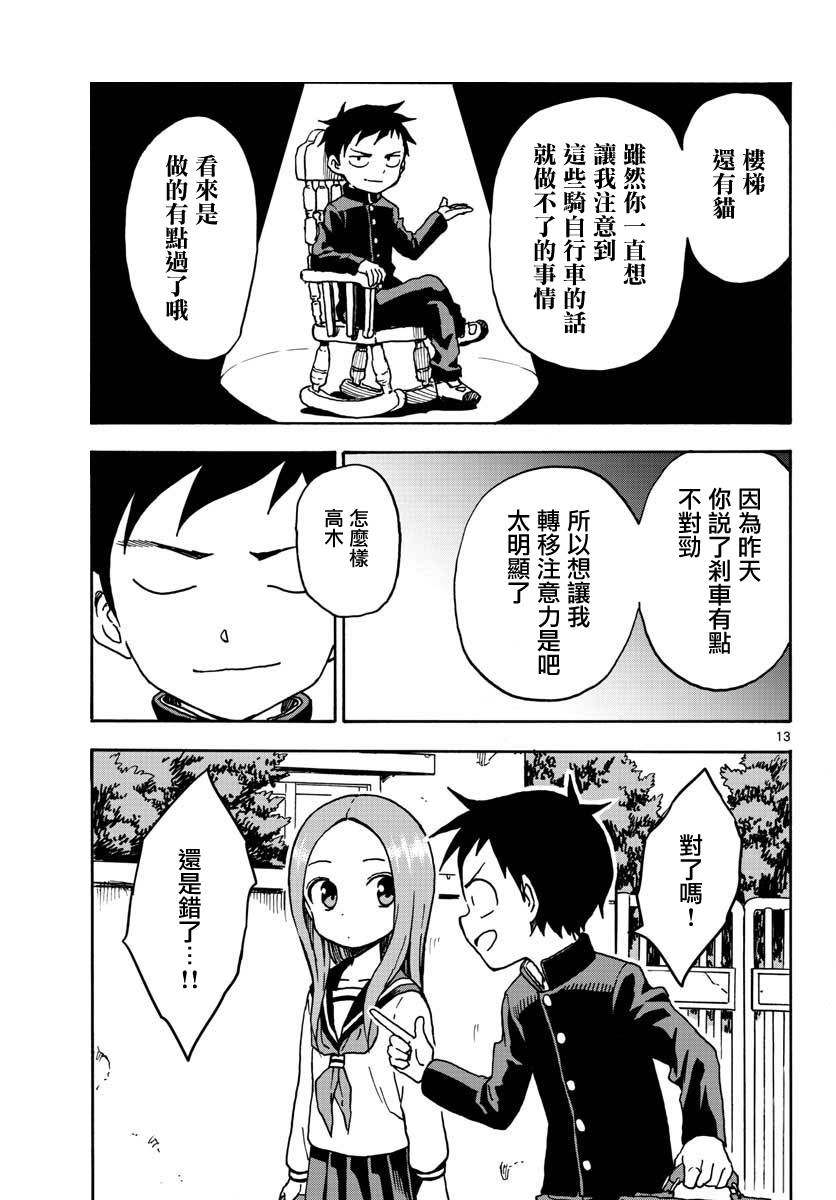 樓梯
還有貓
雖然你一直想
讓我注意到
這些騎自行車的話
就做不了的事情
看來是
做的有點過了哦
因為昨天
你說了剎車有點
不對勁
所以想讓我
轉移注意力是吧
太明顯了
怎麼樣
高木
13
對了嗎！
還是錯了…!!